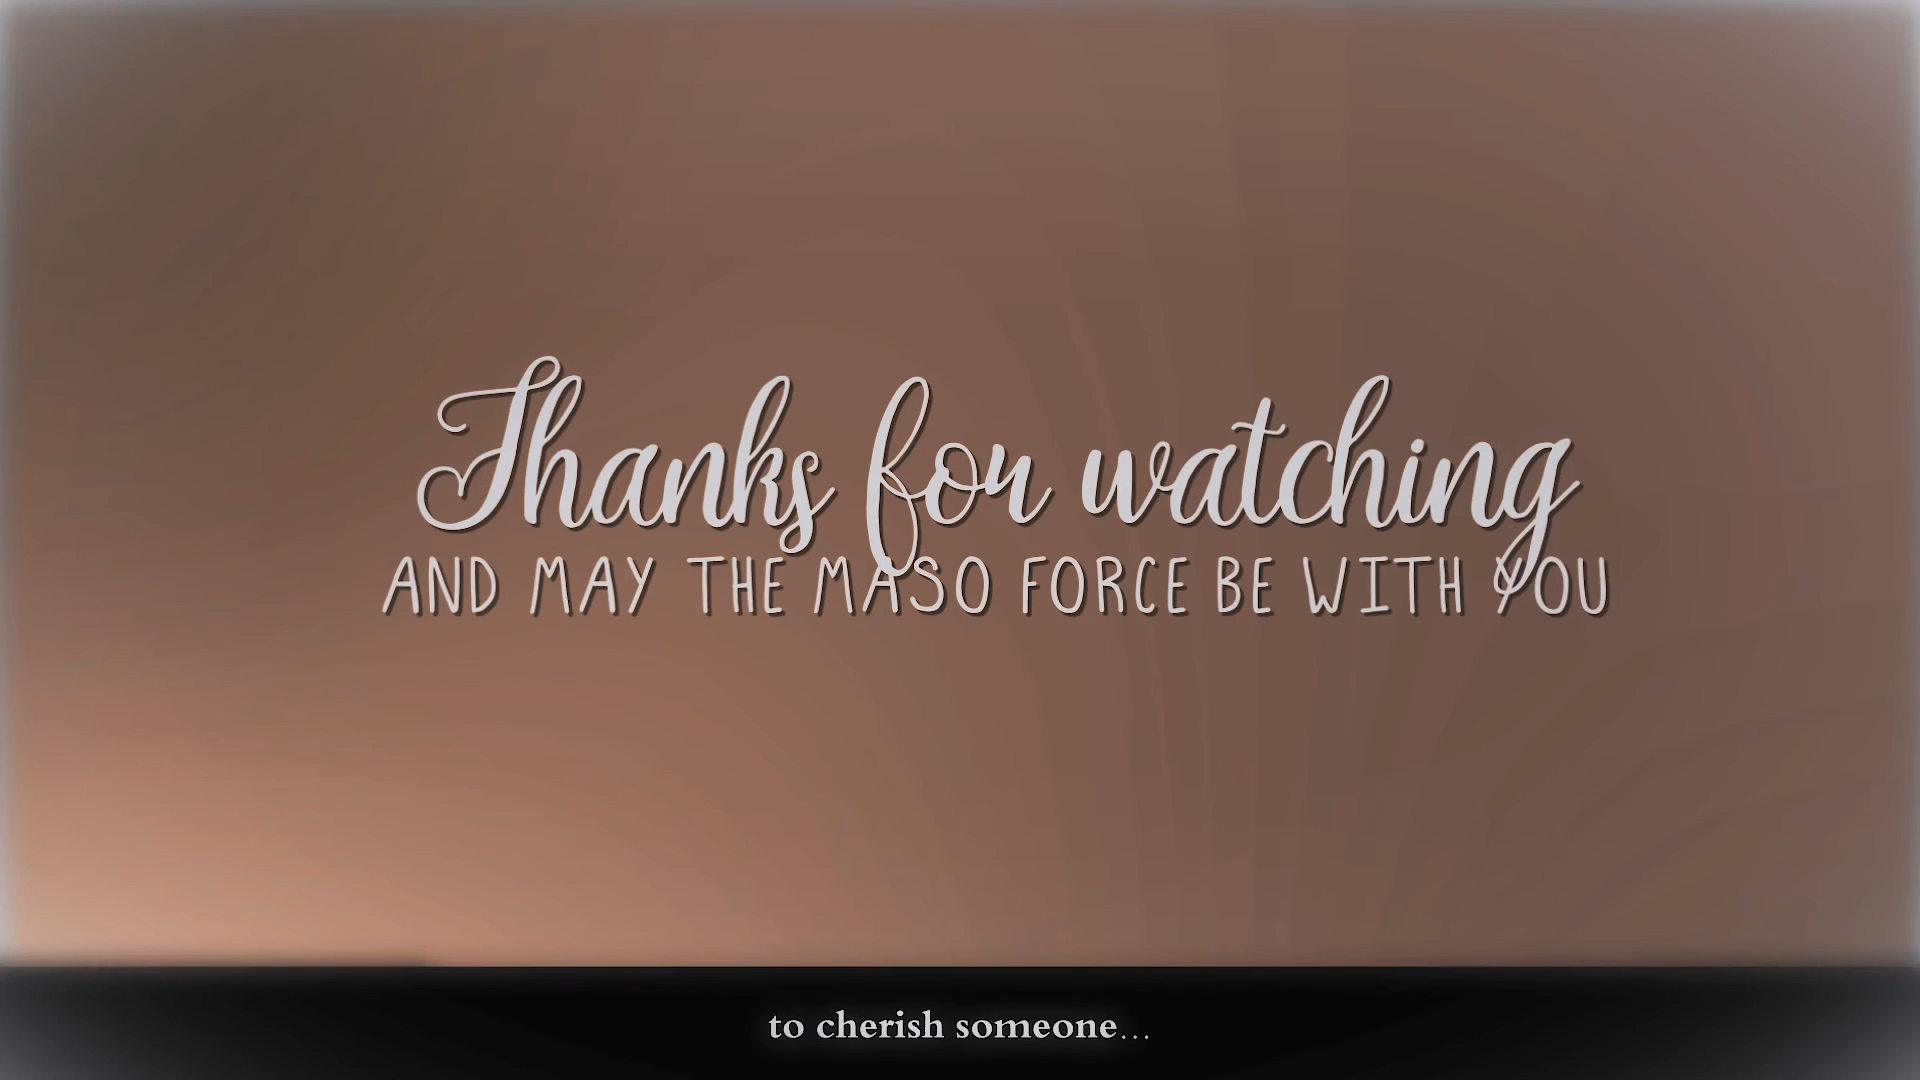 Thanks for watching
AND MAY THE MASO FORCE BE WITH YOU
to cherish someone...